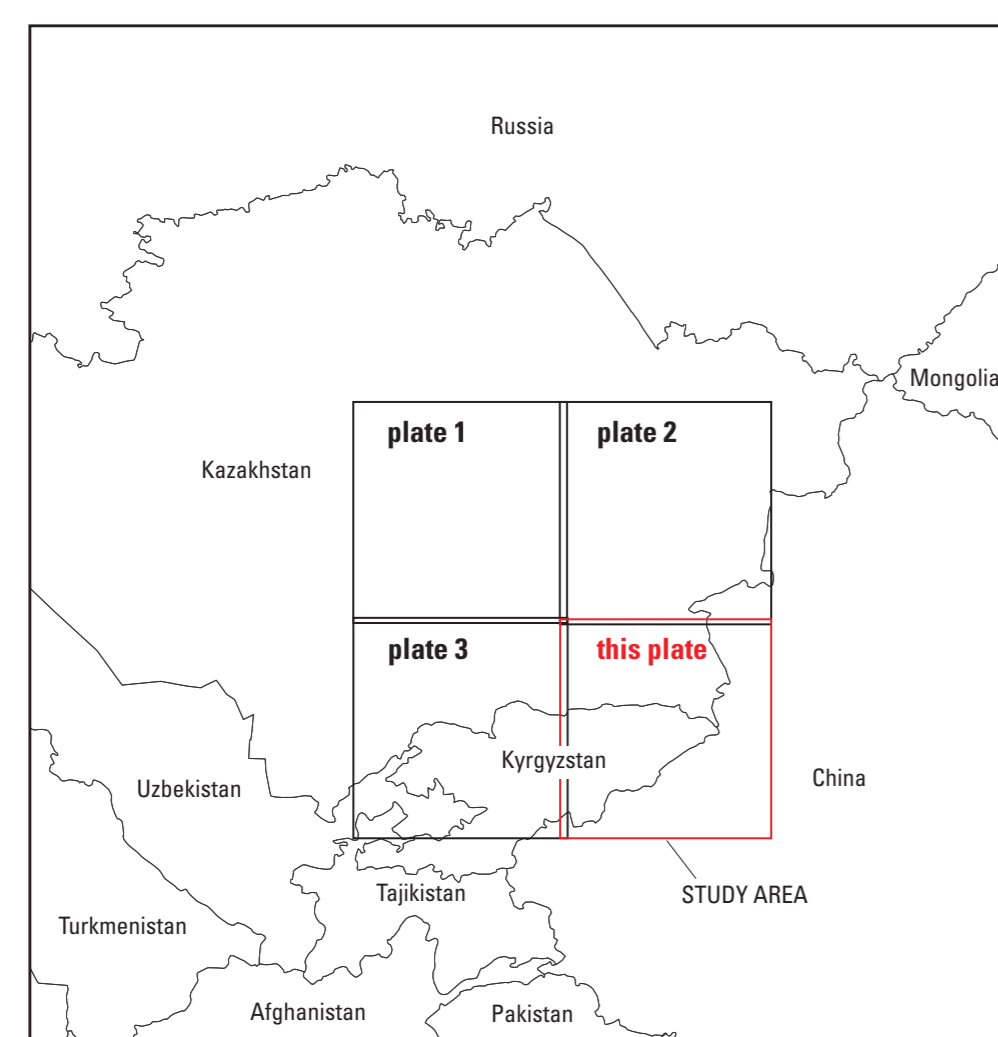 Russia
Mongolia
plate 1
plate 2
Kazakhstan
plate 3
this plate
Kyrgyzstan
China
Uzbekistan
Tajikistan
STUDY AREA
Turkmenistan
Afghanistan
Pakistan